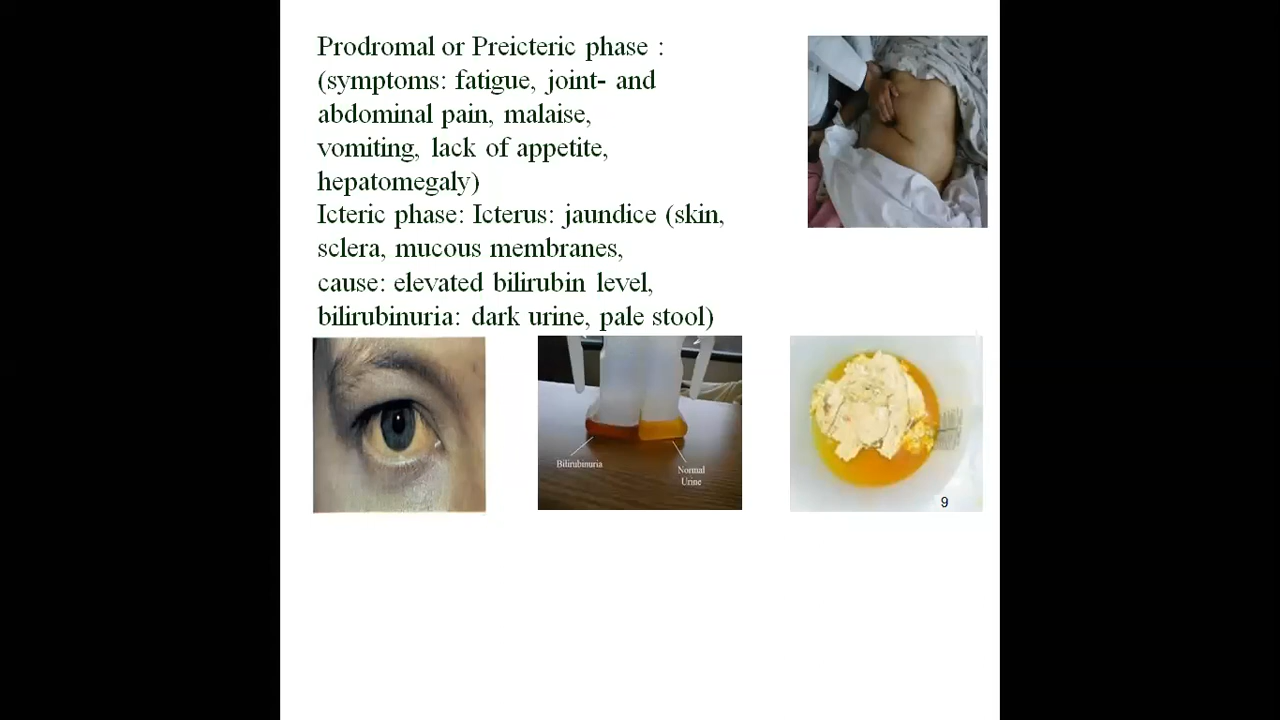 Prodromal or Preicteric phase :
(symptoms: fatigue, joint- and
abdominal pain, malaise,
vomiting, lack of appetite,
hepatomegaly)
Icteric phase: Icterus: jaundice (skin,
sclera, mucous membranes,
cause: elevated bilirubin level,
bilirubinuria: dark urine, pale stool)
Bilirubinuria
Normal
Urine
9